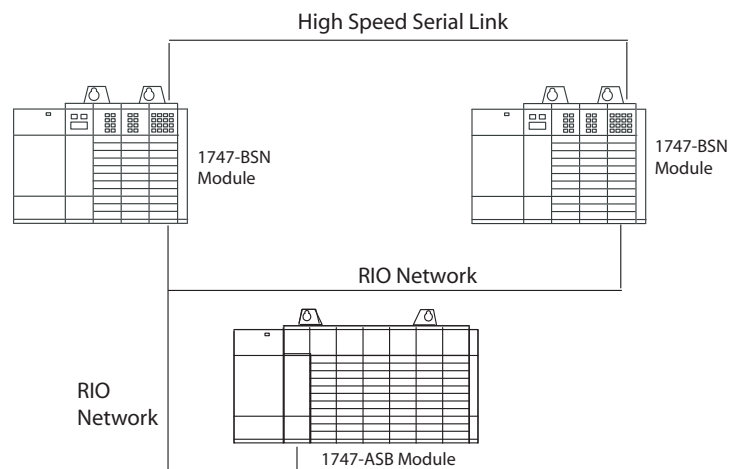 High Speed Serial Link
1747-BSN
Module
1747-BSN
Module
RIO Network
RIO
Network
1747-ASB Module